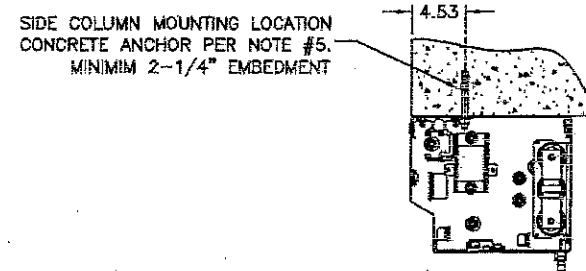 4.53
SIDE COLUMN MOUNTING LOCATION
CONCRETE ANCHOR PER NOTE #5.
MINIMIM 2-1/4" EMBEDMENT